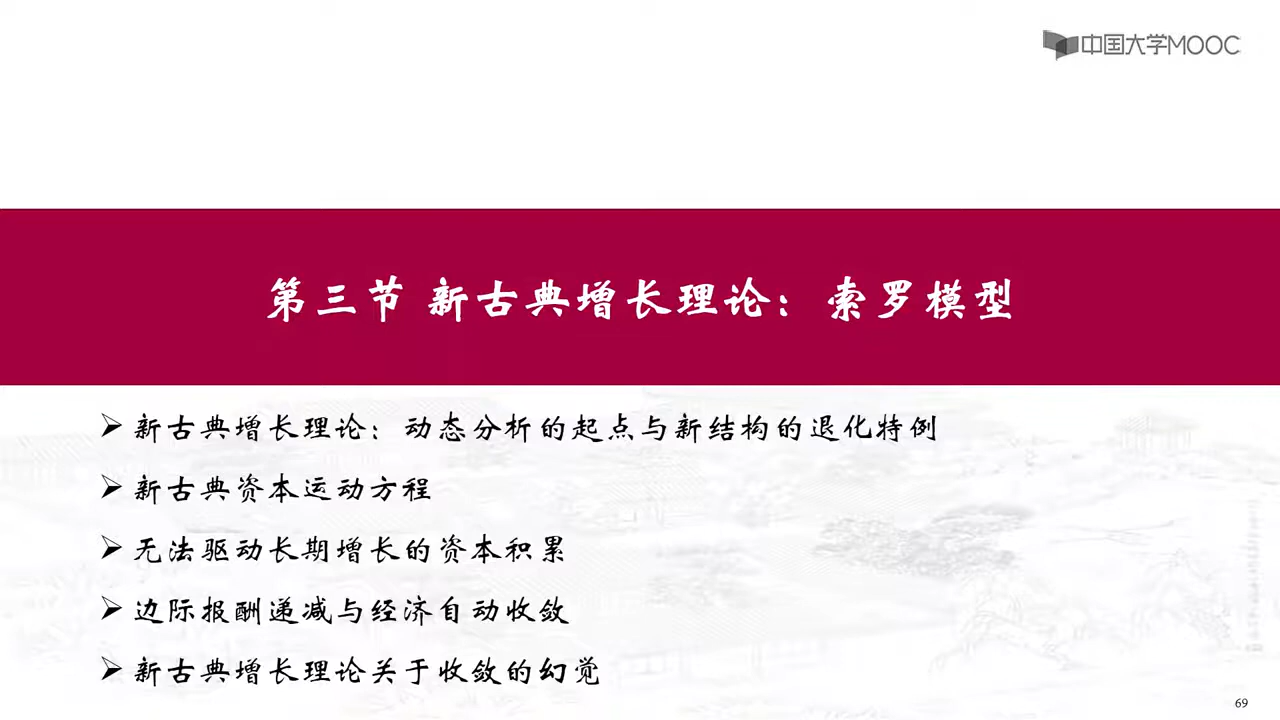 中国大学MOOC
第三节 新古典增长理论：索罗模型
新古典增长理论：动态分析的起点与新结构的退化特例
新古典资本运动方程
无法驱动长期增长的资本积累
边际报酬递减与经济自动收敛
新古典增长理论关于收敛的幻觉
69